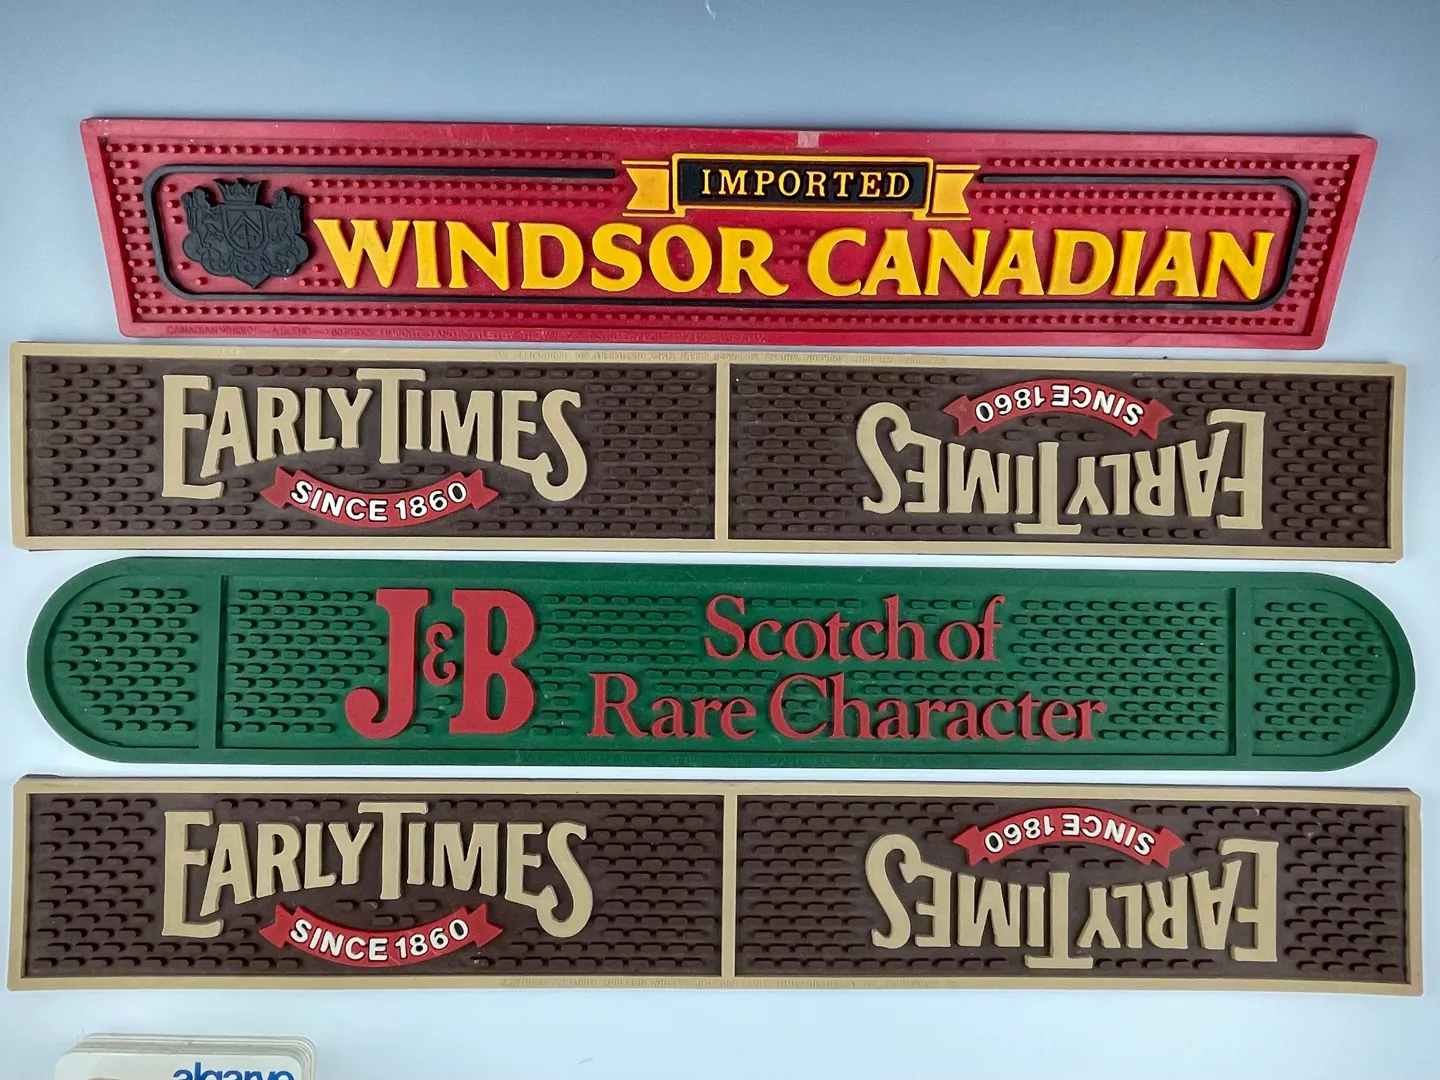 IMPORTED
WINDSOR CANADIAN
EARLY TIMES
SINCE 1860
EARLY TIMES
SINCE 1860
J&B
Scotch of
Rare Character
EARLY TIMES
SINCE 1860
EARLY TIMES
SINCE 1860
algarve